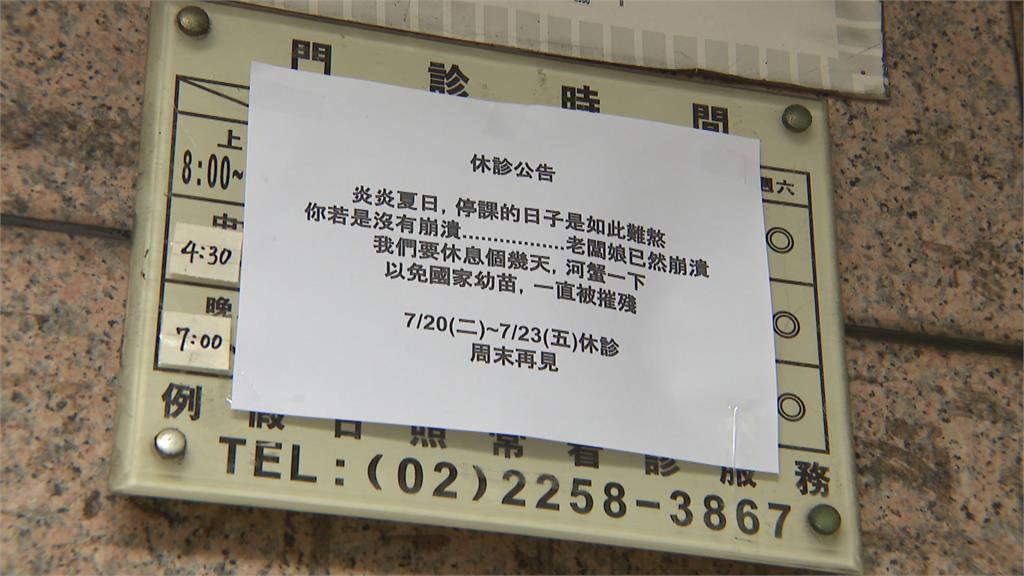 門診時間
休診公告
炎炎夏日, 停課的日子是如此難熬
你若是沒有崩潰.................老闆娘已然崩潰
我們要休息個幾天, 河蟹一下
以免國家幼苗, 一直被摧殘
7/20(二)~7/23(五)休診
周末再見
上
週六
8:00~
中
4:30
晚
7:00
例假日照常看診服務
TEL:(02)2258-3867